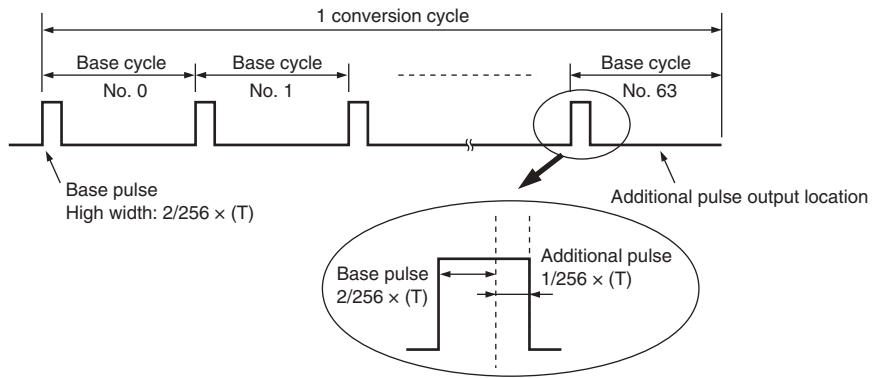 1 conversion cycle
Base cycle
No. 0
Base cycle
No. 1
Base cycle
No. 63
Base pulse
High width: 2/256 × (T)
Additional pulse output location
Base pulse
2/256 × (T)
Additional pulse
1/256 × (T)